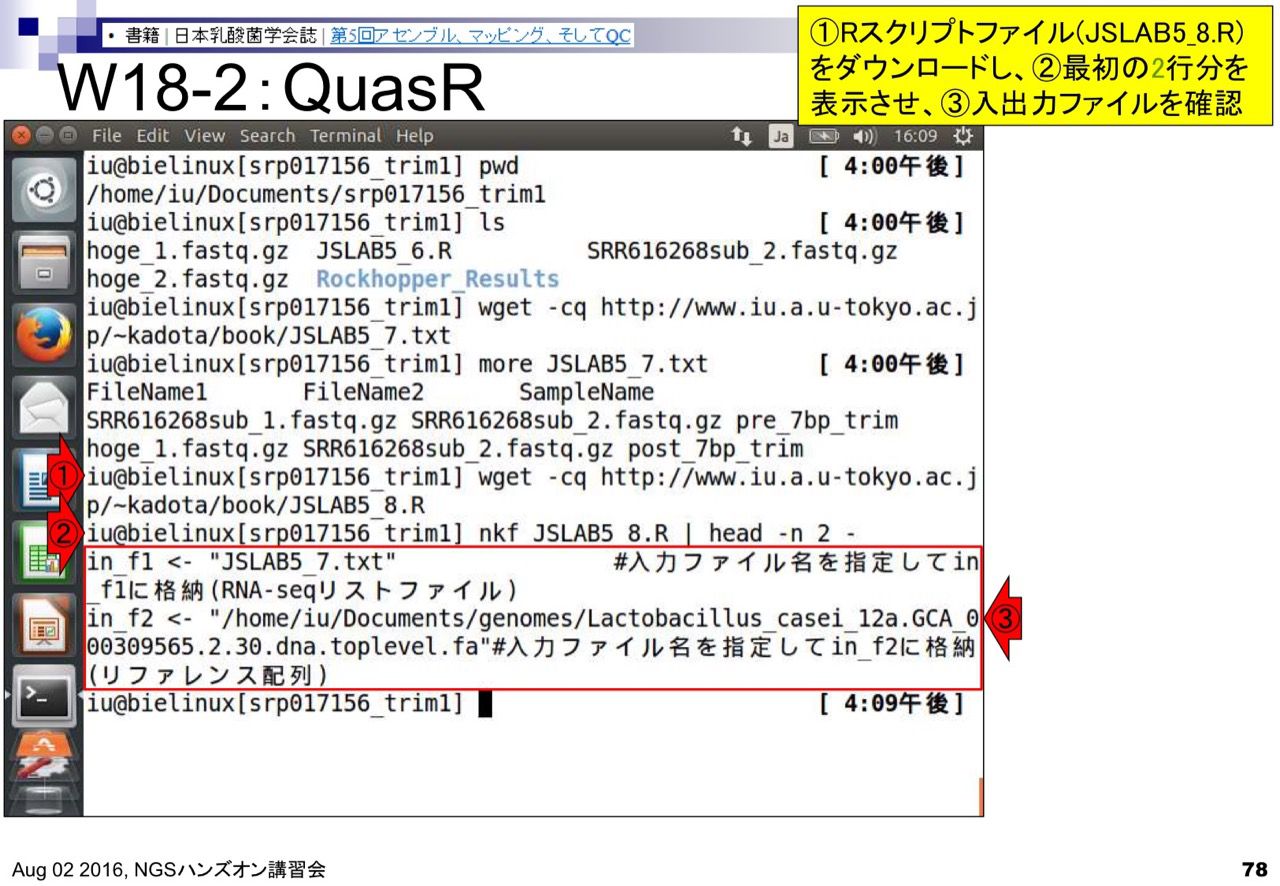 • 書籍 | 日本乳酸菌学会誌 | 第5回アセンブル、マッピング、そしてQC
W18-2：QuasR
①Rスクリプトファイル(JSLAB5_8.R)
をダウンロードし、②最初の2行分を
表示させ、③入出力ファイルを確認
File Edit View Search Terminal Help Ja 16:09
iu@bielinux[srp017156_trim1] pwd [ 4:00午後]
/home/iu/Documents/srp017156_trim1
iu@bielinux[srp017156_trim1] ls [ 4:00午後]
hoge_1.fastq.gz JSLAB5_6.R SRR616268sub_2.fastq.gz
hoge_2.fastq.gz Rockhopper_Results
iu@bielinux[srp017156_trim1] wget -cq http://www.iu.a.u-tokyo.ac.j
p/~kadota/book/JSLAB5_7.txt
iu@bielinux[srp017156_trim1] more JSLAB5_7.txt [ 4:00午後]
FileName1 FileName2 SampleName
SRR616268sub_1.fastq.gz SRR616268sub_2.fastq.gz pre_7bp_trim
hoge_1.fastq.gz SRR616268sub_2.fastq.gz post_7bp_trim
① iu@bielinux[srp017156_trim1] wget -cq http://www.iu.a.u-tokyo.ac.j
p/~kadota/book/JSLAB5_8.R
② iu@bielinux[srp017156_trim1] nkf JSLAB5_8.R | head -n 2 -
in_f1 <- "JSLAB5_7.txt" #入力ファイル名を指定してin
_f1に格納(RNA-seqリストファイル)
in_f2 <- "/home/iu/Documents/genomes/Lactobacillus_casei_12a.GCA_0 ③
00309565.2.30.dna.toplevel.fa"#入力ファイル名を指定してin_f2に格納
(リファレンス配列)
iu@bielinux[srp017156_trim1] [ 4:09午後]
Aug 02 2016, NGSハンズオン講習会
78